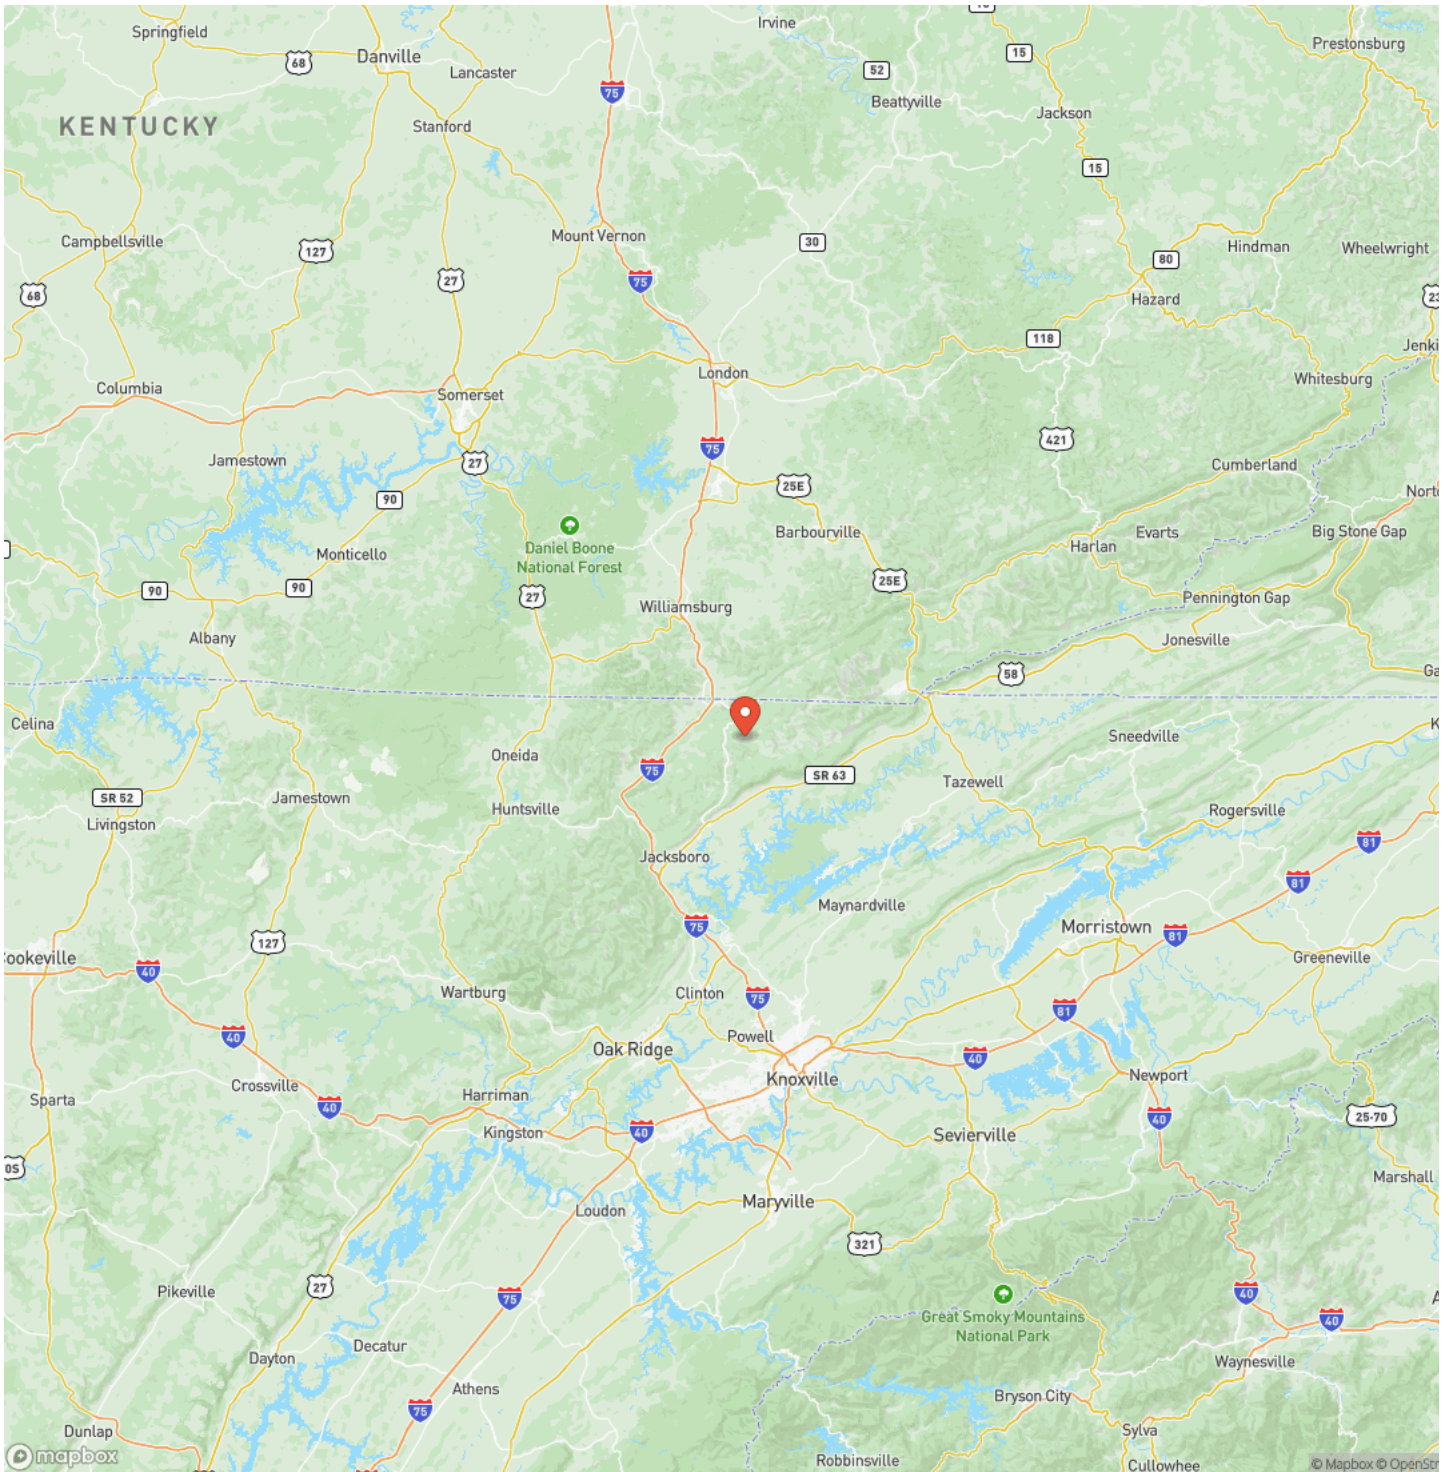 Springfield
68
Danville
Lancaster
Irvine
15
Prestonsburg
52
75
Beattyville
Jackson
KENTUCKY
Stanford
15
Campbellsville
127
Mount Vernon
30
Hindman
Wheelwright
80
27
75
68
Hazard
23
118
Jenki
London
Whitesburg
Columbia
Somerset
421
75
Jamestown
27
Cumberland
25E
90
Norto
Barbourville
Evarts
Big Stone Gap
Daniel Boone
National Forest
Monticello
Harlan
25E
90
90
27
Williamsburg
Pennington Gap
Albany
Jonesville
58
Ga
Celina
Sneedville
K
Oneida
75
SR 63
Tazewell
SR 52
Jamestown
Huntsville
Rogersville
Livingston
81
Jacksboro
81
Maynardville
75
Morristown
81
127
Cookeville
40
Greeneville
Wartburg
Clinton
75
81
40
Powell
Oak Ridge
40
Knoxville
Newport
Crossville
Harriman
Sparta
40
25-70
40
Kingston
40
Sevierville
0S
Marshall
Maryville
Loudon
321
27
Pikeville
75
40
Great Smoky Mountains
National Park
40
Decatur
Dayton
Waynesville
Athens
Bryson City
75
Dunlap
Sylva
mapbox
Robbinsville
Cullowhee
© Mapbox © OpenStr